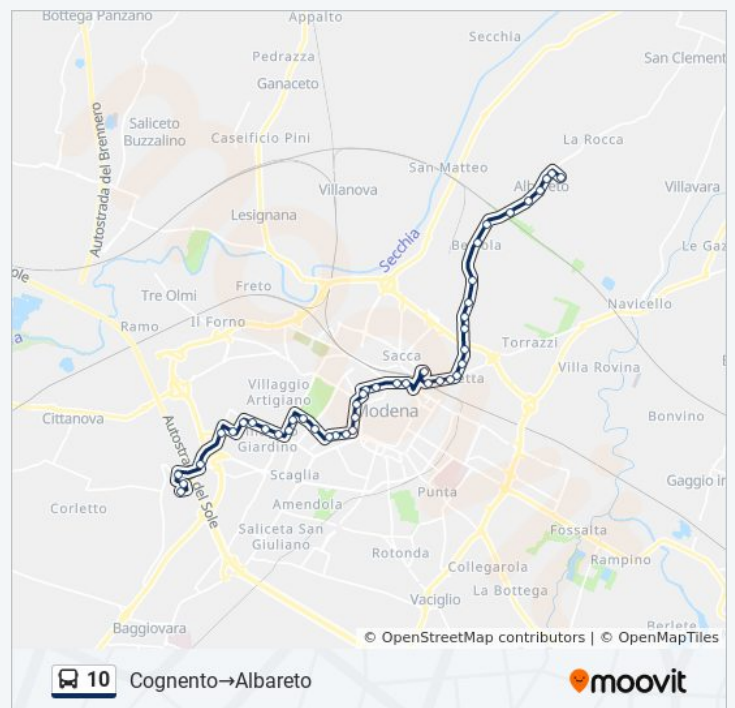 Bottega Panzano
Appalto
Secchia
Pedrazza
San Clement
Ganaceto
Autostrada del Brennero
Saliceto
Buzzalino
Caseificio Pini
La Rocca
San Matteo
Villanova
Albareto
Villavara
Lesignana
Secchia
Le Gaz
Tre Olmi
Freto
Navicello
Ramo
Il Forno
Torrazzi
Sacca
Villa Rovina
Villaggio
Artigiano
Cittanova
Modena
Bonvino
Giardino
Autostrada del Sole
Scaglia
Punta
Gaggio in
Corletto
Amendola
Saliceta San
Giuliano
Fossalta
Rotonda
Rampino
Collegarola
La Bottega
Vaciglio
Baggiovara
© OpenStreetMap contributors | © OpenMapTiles
10 Cognento→Albareto
moovit